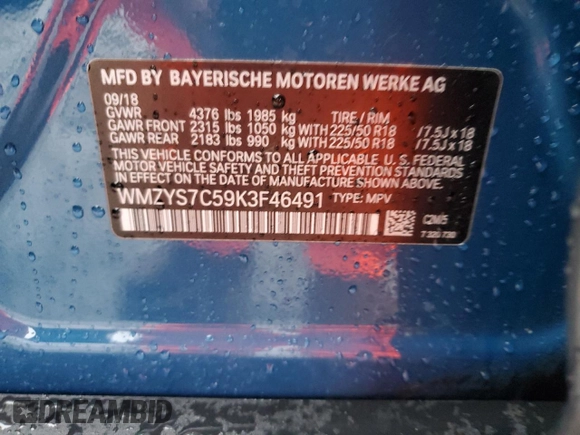 MFD BY BAYERISCHE MOTOREN WERKE AG
09/18
GVWR 4376 lbs 1985 kg TIRE / RIM
GAWR FRONT 2315 lbs 1050 kg WITH 225/50 R18 / 7.5J x 18
GAWR REAR 2183 lbs 990 kg WITH 225/50 R18 / 7.5J x 18
THIS VEHICLE CONFORMS TO ALL APPLICABLE U. S. FEDERAL
MOTOR VEHICLE SAFETY AND THEFT PREVENTION STANDARDS
IN EFFECT ON THE DATE OF MANUFACTURE SHOWN ABOVE.
WMZYS7C59K3F46491 TYPE: MPV
7 320 730
DREAMBID